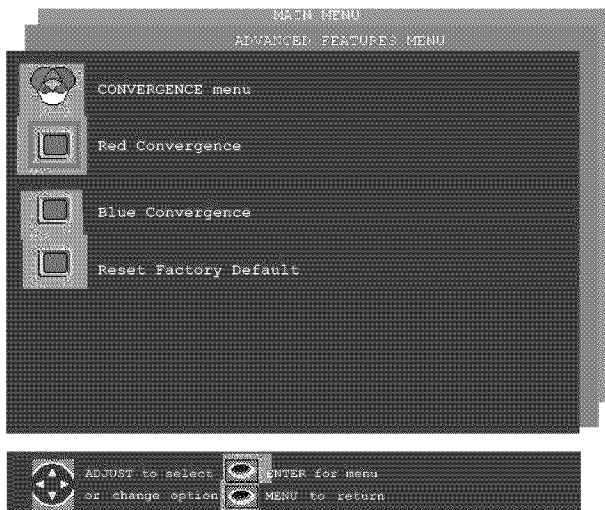 MAIN MENU
ADVANCED FEATURES MENU
CONVERGENCE menu
Red Convergence
Blue Convergence
Reset Factory Default
ADJUST to select ENTER for menu
or change option MENU to return